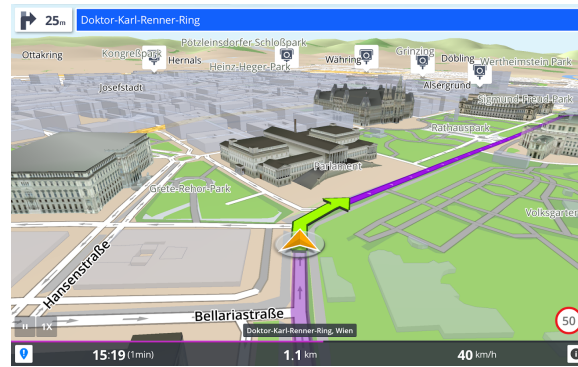 25m
Doktor-Karl-Renner-Ring
Pötzleinsdorfer Schloßpark
Ottakring
Kongreßpark
Hernals
Währing
Grinzing
Döbling
Wertheimstein Park
Heinz-Heger-Park
Josefstadt
Alsergrund
Sigmund-Freud-Park
Rathauspark
Parlament
Grete-Rehor-Park
Volksgarten
Hansenstraße
Bellariastraße
Doktor-Karl-Renner-Ring, Wien
1X
50
15:19 (1min)
1.1 km
40 km/h